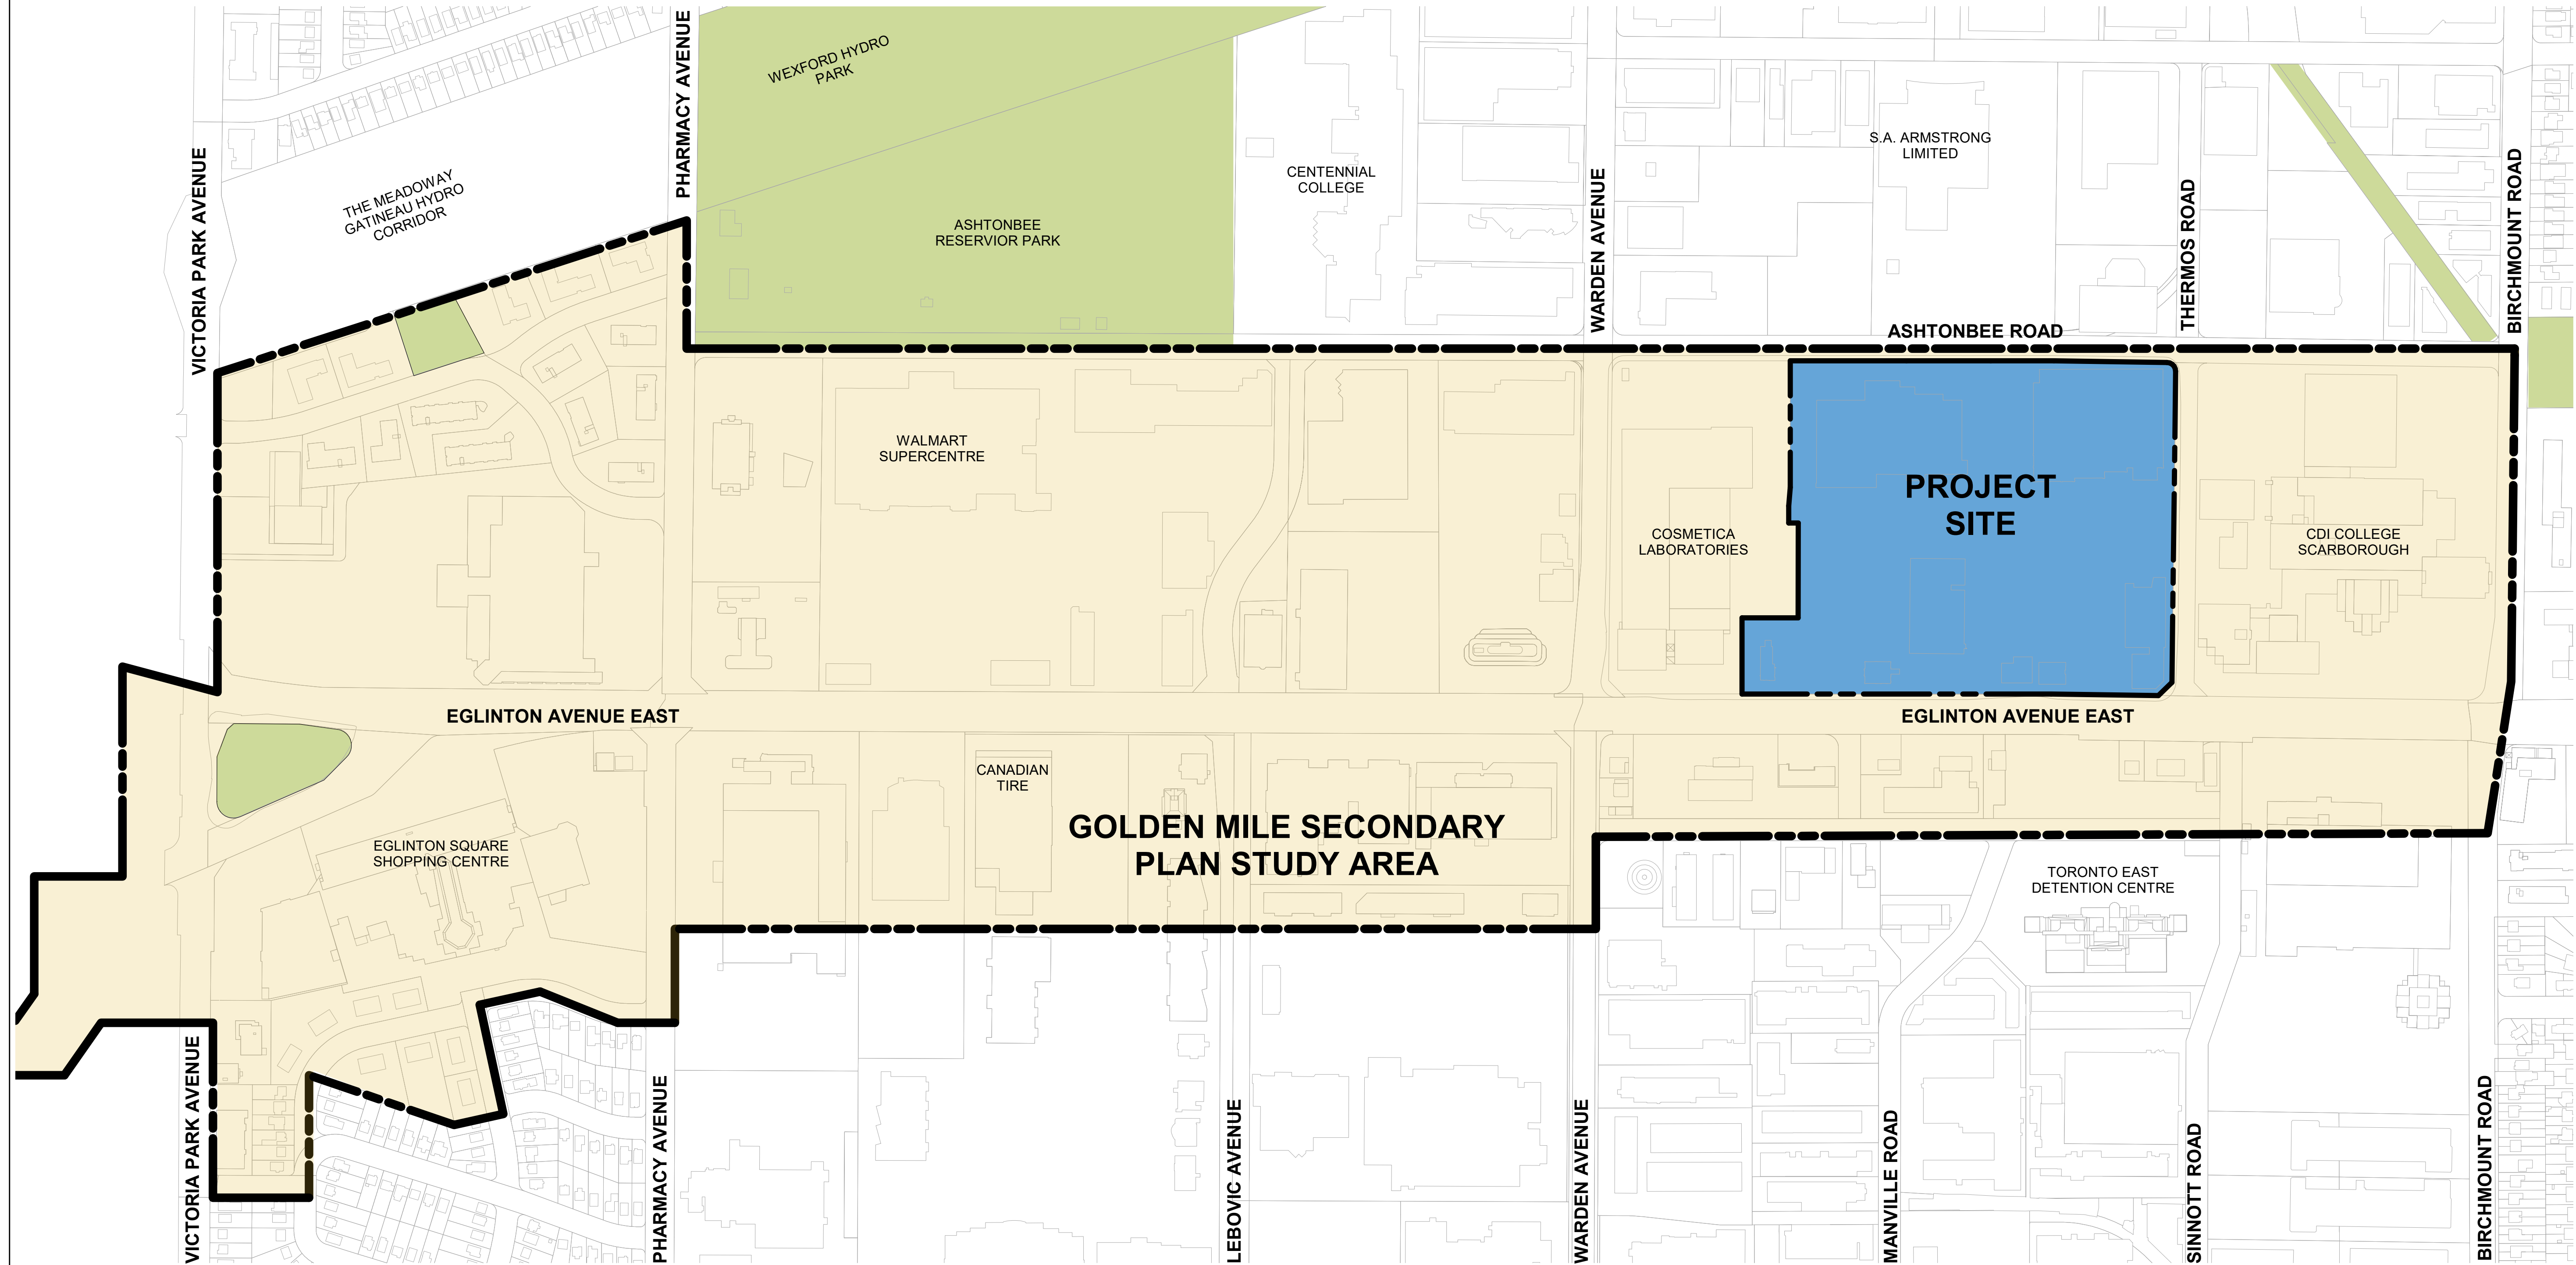 PHARMACY AVENUE
WEXFORD HYDRO
PARK
VICTORIA PARK AVENUE
THE MEADOWAY
GATINEAU HYDRO
CORRIDOR
ASHTONBEE
RESERVIOR PARK
CENTENNIAL
COLLEGE
WARDEN AVENUE
S.A. ARMSTRONG
LIMITED
THERMOS ROAD
BIRCHMOUNT ROAD
ASHTONBEE ROAD
WALMART
SUPERCENTRE
COSMETICA
LABORATORIES
PROJECT
SITE
CDI COLLEGE
SCARBOROUGH
EGLINTON AVENUE EAST
EGLINTON AVENUE EAST
CANADIAN
TIRE
GOLDEN MILE SECONDARY
PLAN STUDY AREA
EGLINTON SQUARE
SHOPPING CENTRE
TORONTO EAST
DETENTION CENTRE
VICTORIA PARK AVENUE
PHARMACY AVENUE
LEBOVIC AVENUE
WARDEN AVENUE
MANVILLE ROAD
SINNOTT ROAD
BIRCHMOUNT ROAD